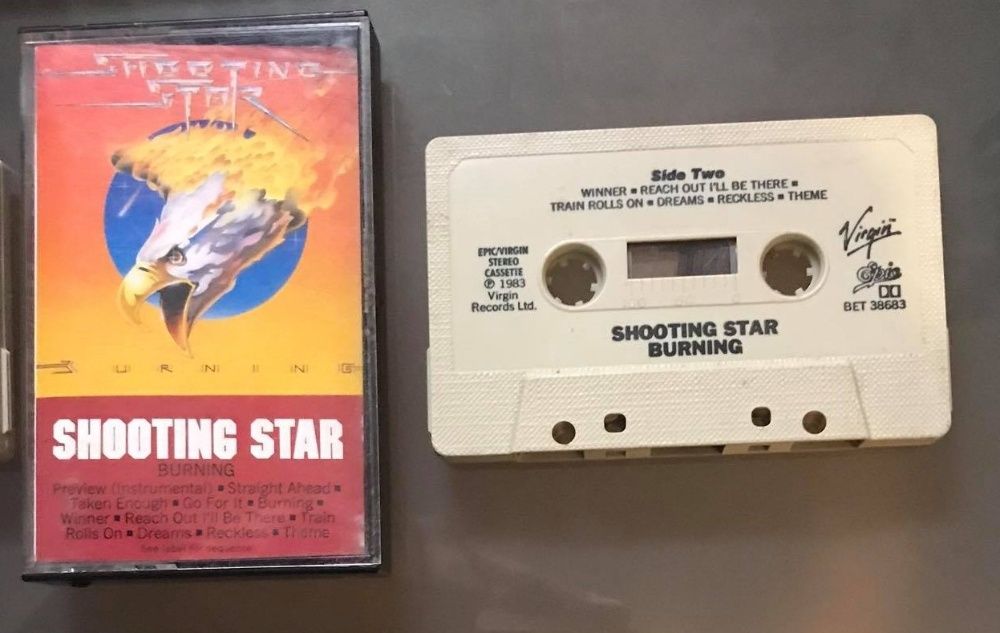 SHOOTING
STAR
BURNING
SHOOTING STAR
BURNING
Preview (Instrumental) ▪ Straight Ahead ▪
Taken Enough ▪ Go For It ▪ Burning ▪
Winner ▪ Reach Out I'll Be There ▪ Train
Rolls On ▪ Dreams ▪ Reckless ▪ Theme
See label for sequence
Side Two
WINNER ▪ REACH OUT I'LL BE THERE ▪
TRAIN ROLLS ON ▪ DREAMS ▪ RECKLESS ▪ THEME
EPIC/VIRGIN
STEREO
CASSETTE
℗ 1983
Virgin
Records Ltd.
Virgin™
Epic
BET 38683
SHOOTING STAR
BURNING